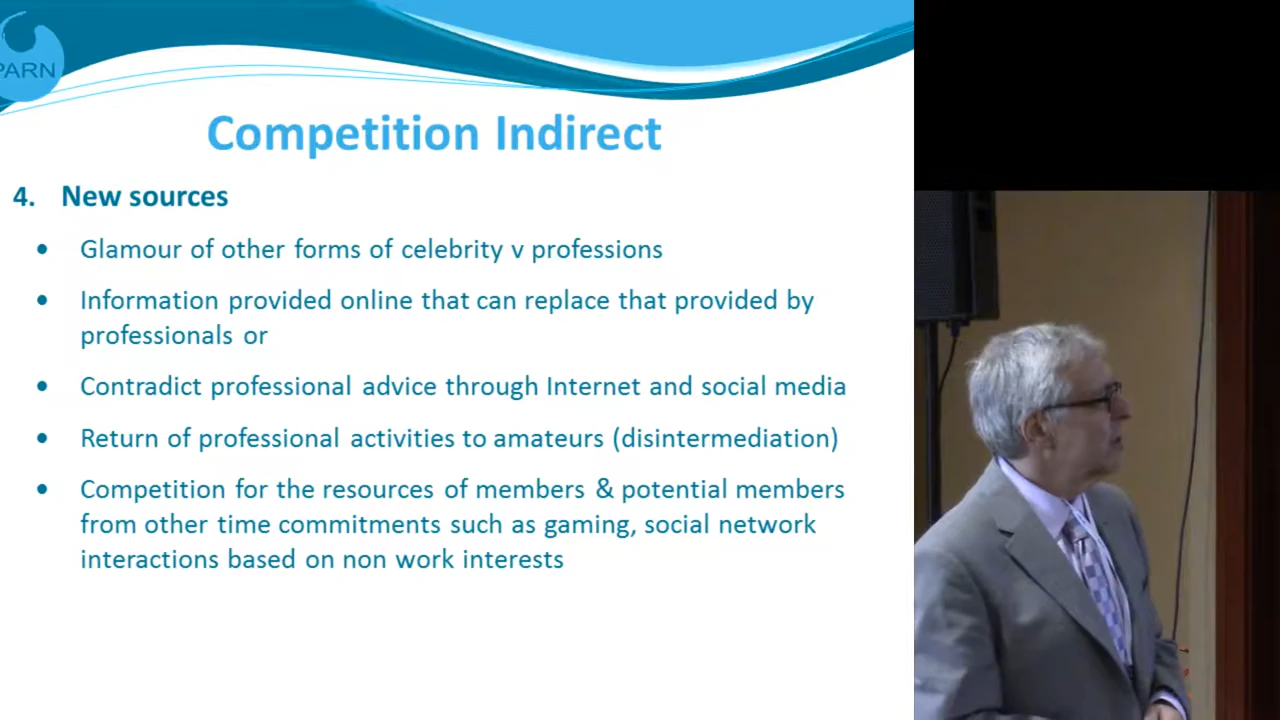 PARN
Competition Indirect
4. New sources
• Glamour of other forms of celebrity v professions
• Information provided online that can replace that provided by
professionals or
• Contradict professional advice through Internet and social media
• Return of professional activities to amateurs (disintermediation)
• Competition for the resources of members & potential members
from other time commitments such as gaming, social network
interactions based on non work interests